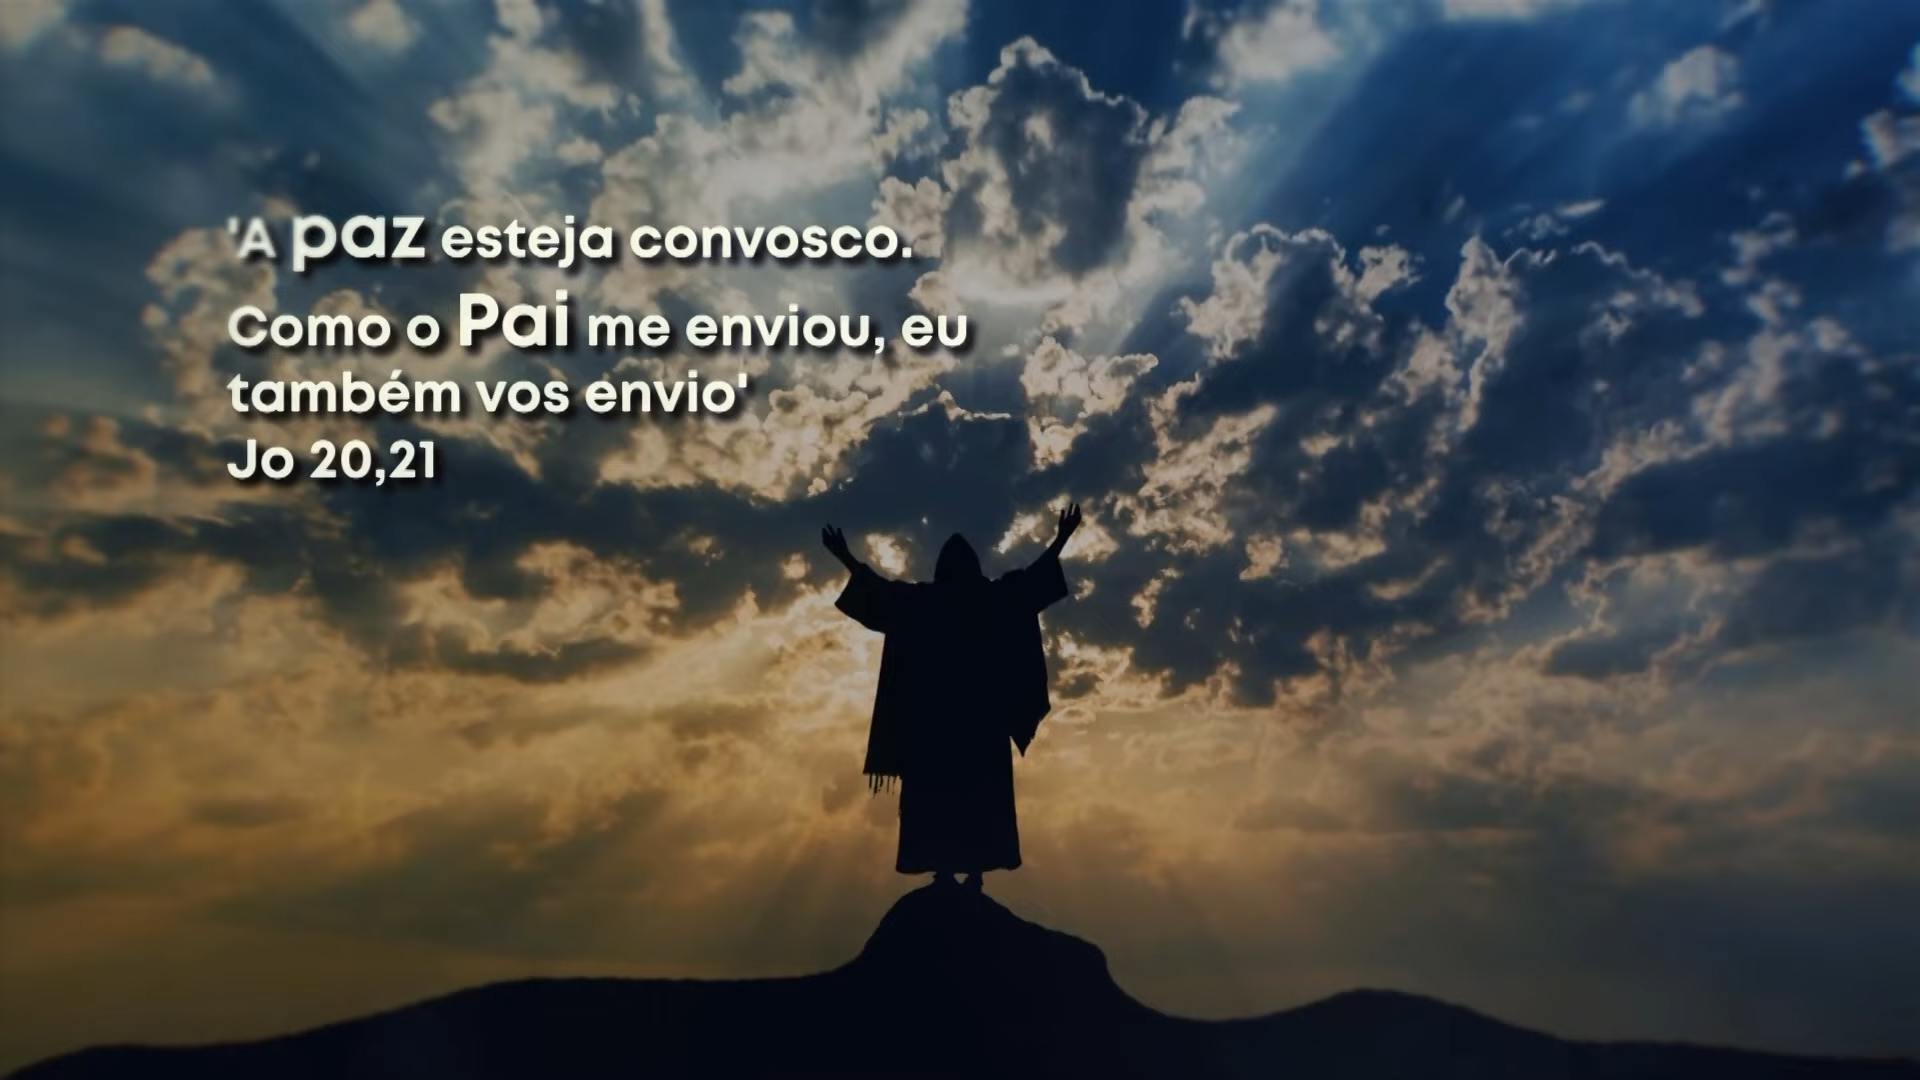 'A paz esteja convosco.
Como o Pai me enviou, eu
também vos envio'
Jo 20,21